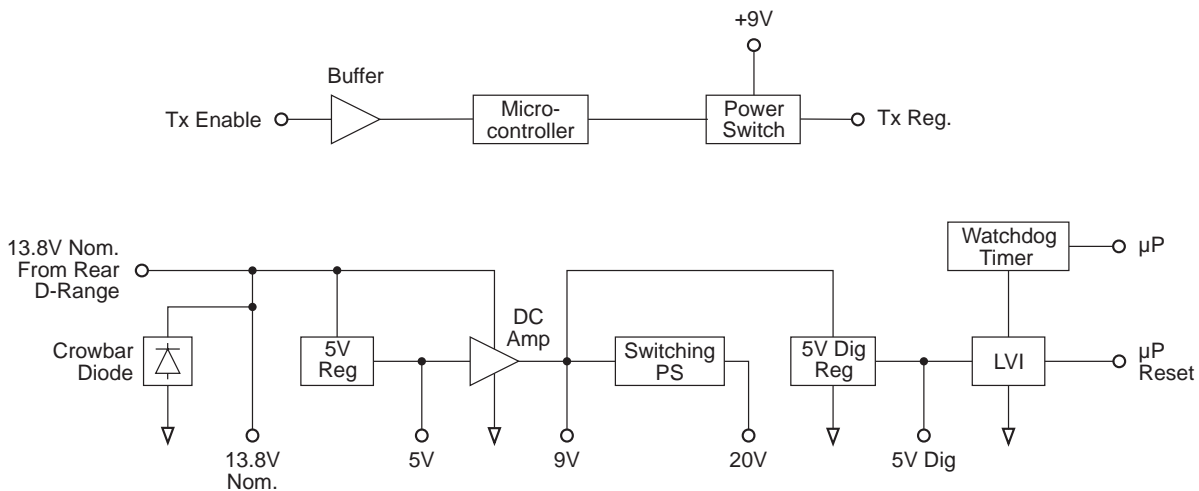 +9V
Buffer
Tx Enable
Micro-
controller
Power
Switch
Tx Reg.
13.8V Nom.
From Rear
D-Range
Watchdog
Timer
µP
Crowbar
Diode
5V
Reg
DC
Amp
Switching
PS
5V Dig
Reg
LVI
µP
Reset
13.8V
Nom.
5V
9V
20V
5V Dig